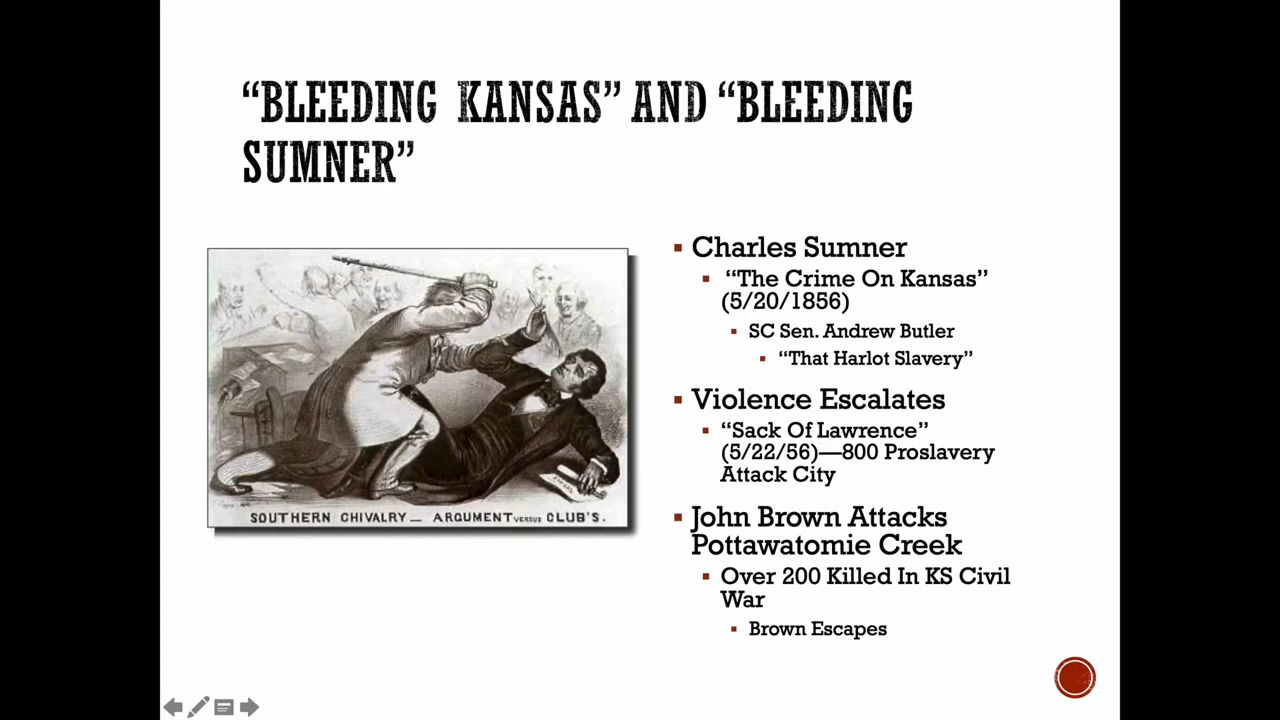 “BLEEDING KANSAS” AND “BLEEDING
SUMNER”
SOUTHERN CHIVALRY_ ARGUMENT VERSUS CLUB'S.
▪ Charles Sumner
▪ “The Crime On Kansas”
(5/20/1856)
▪ SC Sen. Andrew Butler
▪ “That Harlot Slavery”
▪ Violence Escalates
▪ “Sack Of Lawrence”
(5/22/56)—800 Proslavery
Attack City
▪ John Brown Attacks
Pottawatomie Creek
▪ Over 200 Killed In KS Civil
War
▪ Brown Escapes